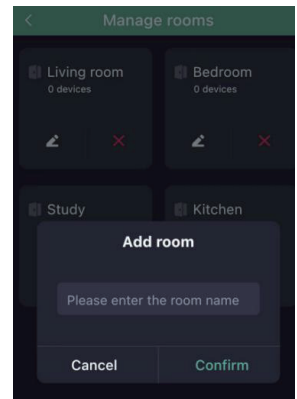 Manage rooms
Living room
0 devices
Bedroom
0 devices
Study
Kitchen
Add room
Please enter the room name
Cancel
Confirm